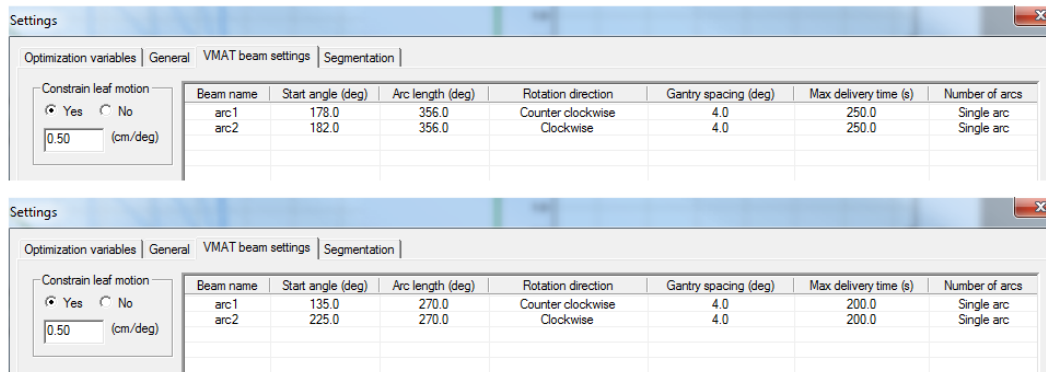 Settings
Optimization variables General VMAT beam settings Segmentation
Constrain leaf motion
Yes No
0.50 (cm/deg)
Beam name Start angle (deg) Arc length (deg) Rotation direction Gantry spacing (deg) Max delivery time (s) Number of arcs
arc1 178.0 356.0 Counter clockwise 4.0 250.0 Single arc
arc2 182.0 356.0 Clockwise 4.0 250.0 Single arc
Settings
Optimization variables General VMAT beam settings Segmentation
Constrain leaf motion
Yes No
0.50 (cm/deg)
Beam name Start angle (deg) Arc length (deg) Rotation direction Gantry spacing (deg) Max delivery time (s) Number of arcs
arc1 135.0 270.0 Counter clockwise 4.0 200.0 Single arc
arc2 225.0 270.0 Clockwise 4.0 200.0 Single arc